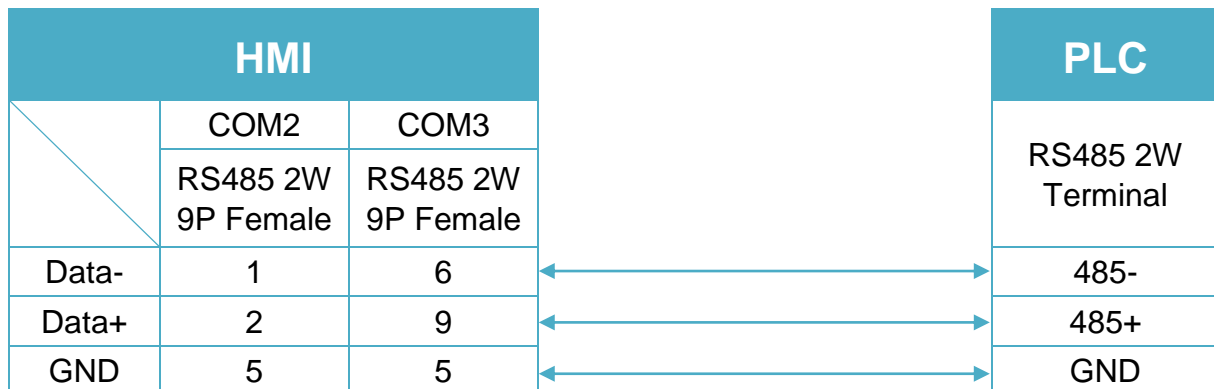 HMI PLC
COM2 COM3
RS485 2W RS485 2W
9P Female 9P Female
RS485 2W
Terminal
Data- 1 6 485-
Data+ 2 9 485+
GND 5 5 GND